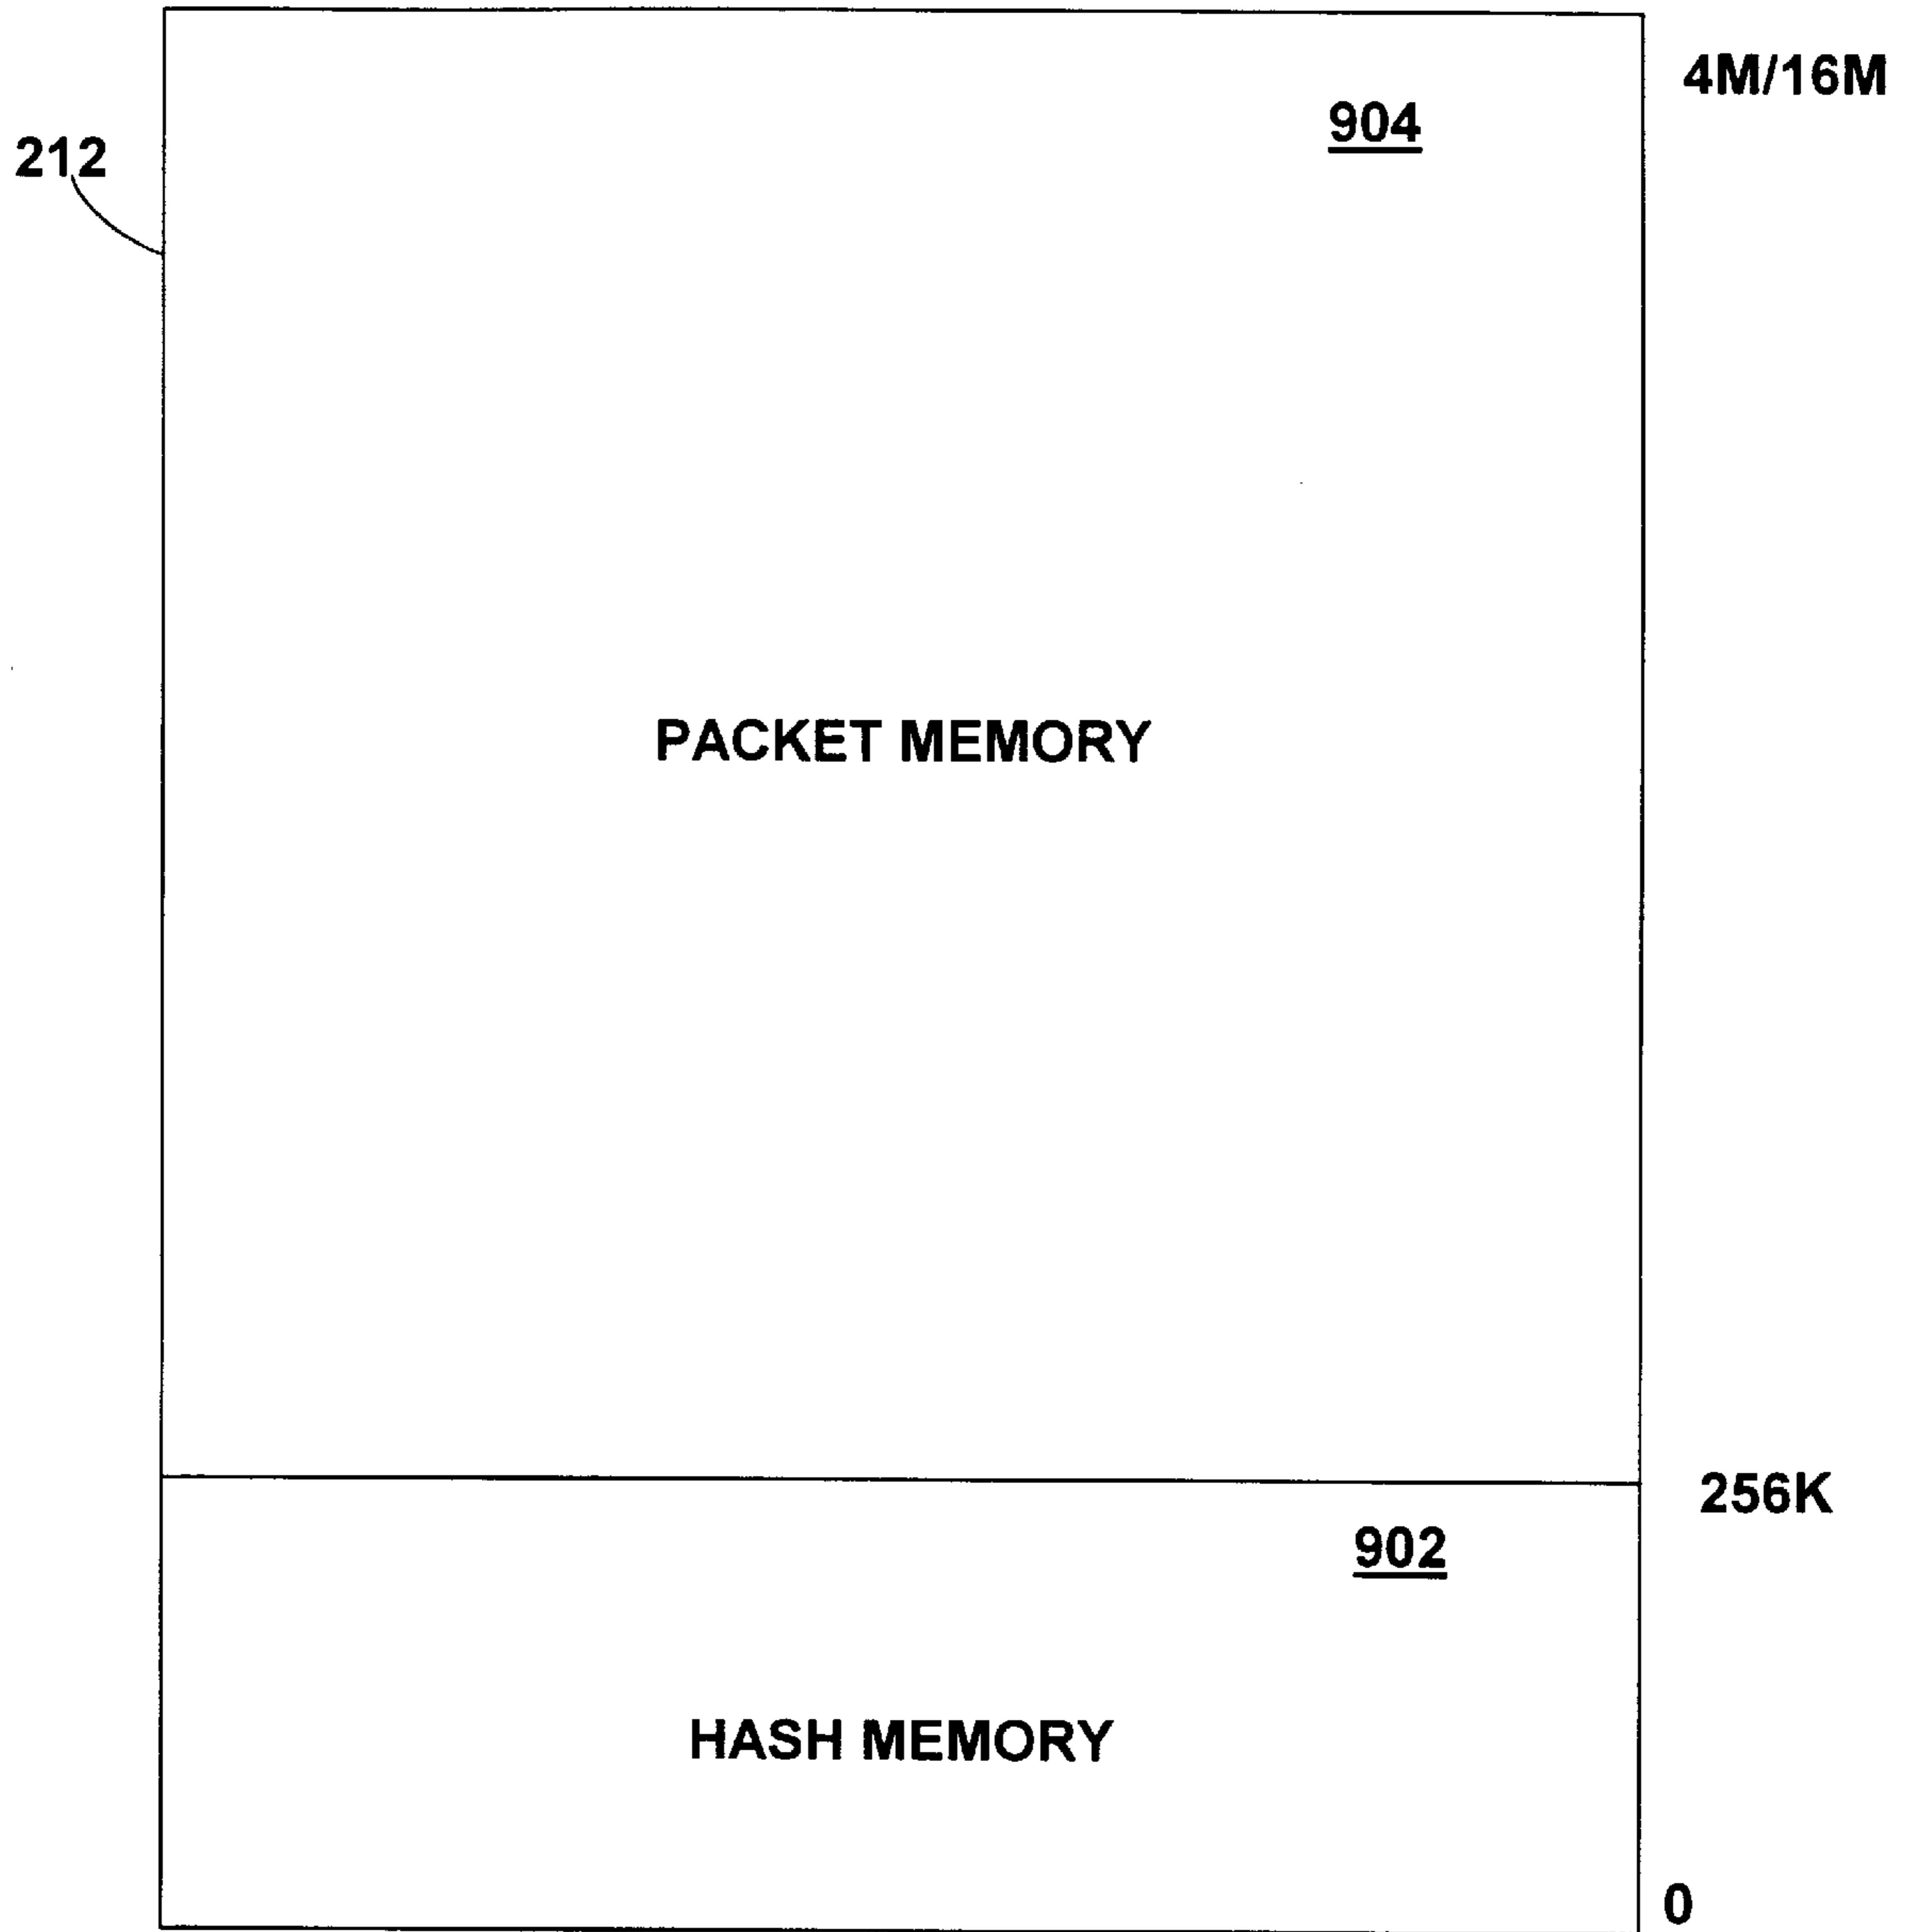 4M/16M
904
212
PACKET MEMORY
256K
902
HASH MEMORY
0